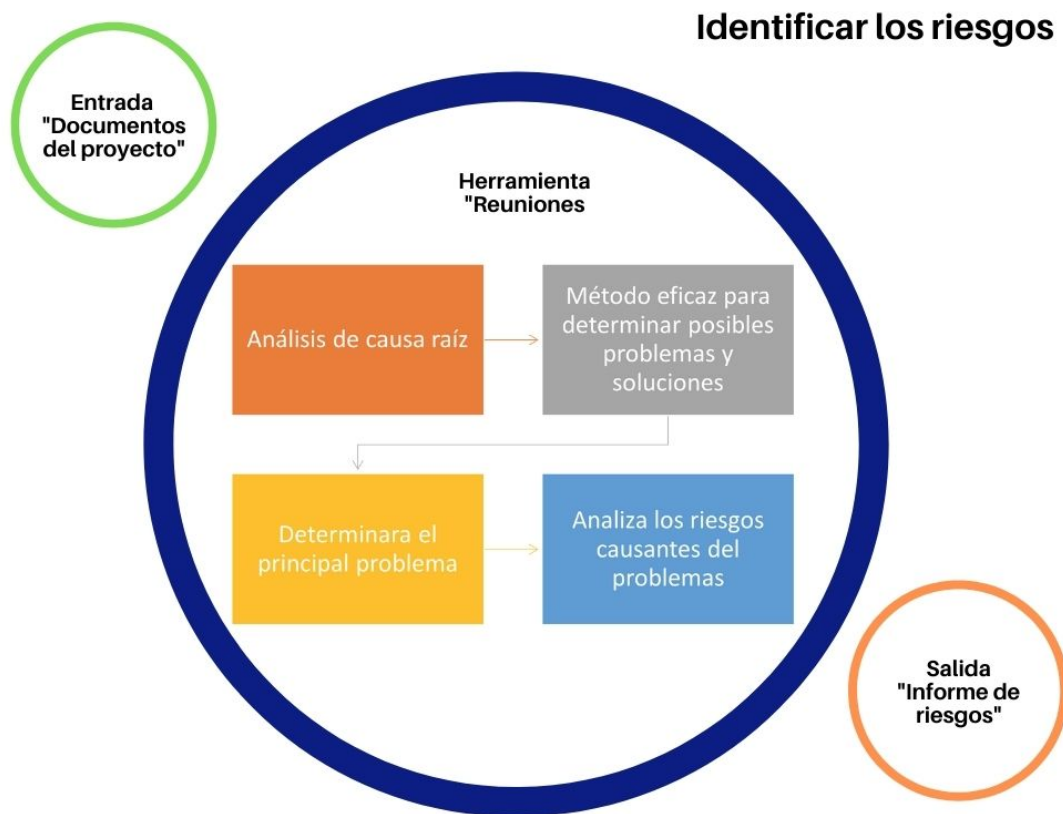 Identificar los riesgos
Entrada
"Documentos
del proyecto"
Herramienta
"Reuniones
Análisis de causa raíz
Método eficaz para
determinar posibles
problemas y
soluciones
Determinara el
principal problema
Analiza los riesgos
causantes del
problemas
Salida
"Informe de
riesgos"